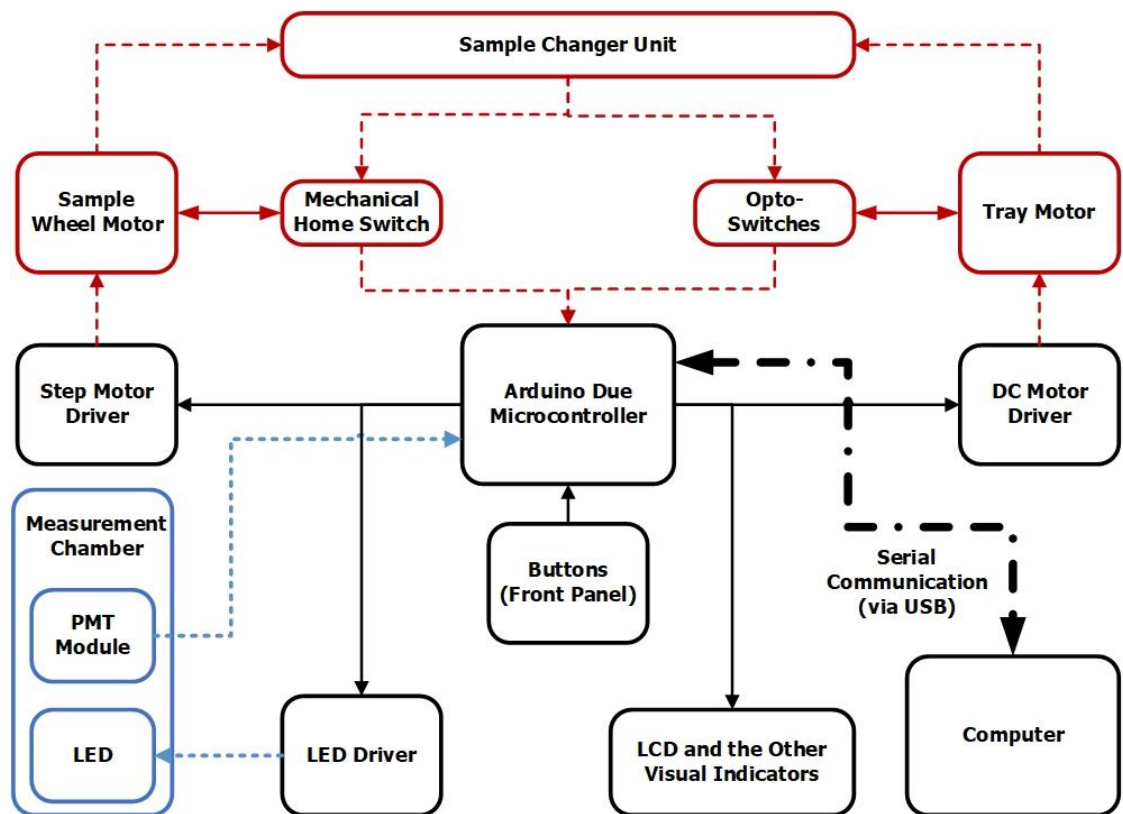 Sample Changer Unit
Sample
Wheel Motor
Mechanical
Home Switch
Opto-
Switches
Tray Motor
Step Motor
Driver
Arduino Due
Microcontroller
DC Motor
Driver
Measurement
Chamber
PMT
Module
LED
Buttons
(Front Panel)
Serial
Communication
(via USB)
LED Driver
LCD and the Other
Visual Indicators
Computer